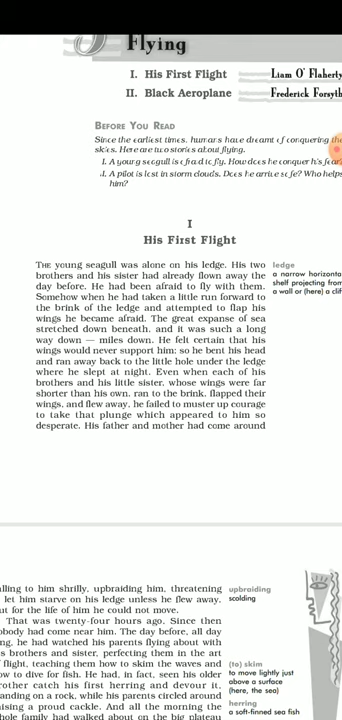 Flying
I. His First Flight Liam O' Flaherty
II. Black Aeroplane Frederick Forsyth
BEFORE YOU READ
Since the earliest times, humans have dreamt of conquering the
skies. Here are two stories about flying.
I. A young seagull is afraid to fly. How does he conquer his fear?
A pilot is lost in storm clouds. Does he arrive safe? Who helps
him?
I
His First Flight
THE young seagull was alone on his ledge. His two
brothers and his sister had already flown away the
day before. He had been afraid to fly with them.
Somehow when he had taken a little run forward to
the brink of the ledge and attempted to flap his
wings he became afraid. The great expanse of sea
stretched down beneath, and it was such a long
way down — miles down. He felt certain that his
wings would never support him; so he bent his head
and ran away back to the little hole under the ledge
where he slept at night. Even when each of his
brothers and his little sister, whose wings were far
shorter than his own, ran to the brink, flapped their
wings, and flew away, he failed to muster up courage
to take that plunge which appeared to him so
desperate. His father and mother had come around
ledge
a narrow horizonta
shelf projecting from
a wall or (here) a clif
alling to him shrilly, upbraiding him, threatening
let him starve on his ledge unless he flew away.
ut for the life of him he could not move.
That was twenty-four hours ago. Since then
obody had come near him. The day before, all day
ng, he had watched his parents flying about with
s brothers and sister, perfecting them in the art
flight, teaching them how to skim the waves and
ow to dive for fish. He had, in fact, seen his older
rother catch his first herring and devour it,
anding on a rock, while his parents circled around
aising a proud cackle. And all the morning the
hole family had walked about on the big plateau
upbraiding
scolding
(to) skim
to move lightly just
above a surface
(here, the sea)
herring
a soft-finned sea fish